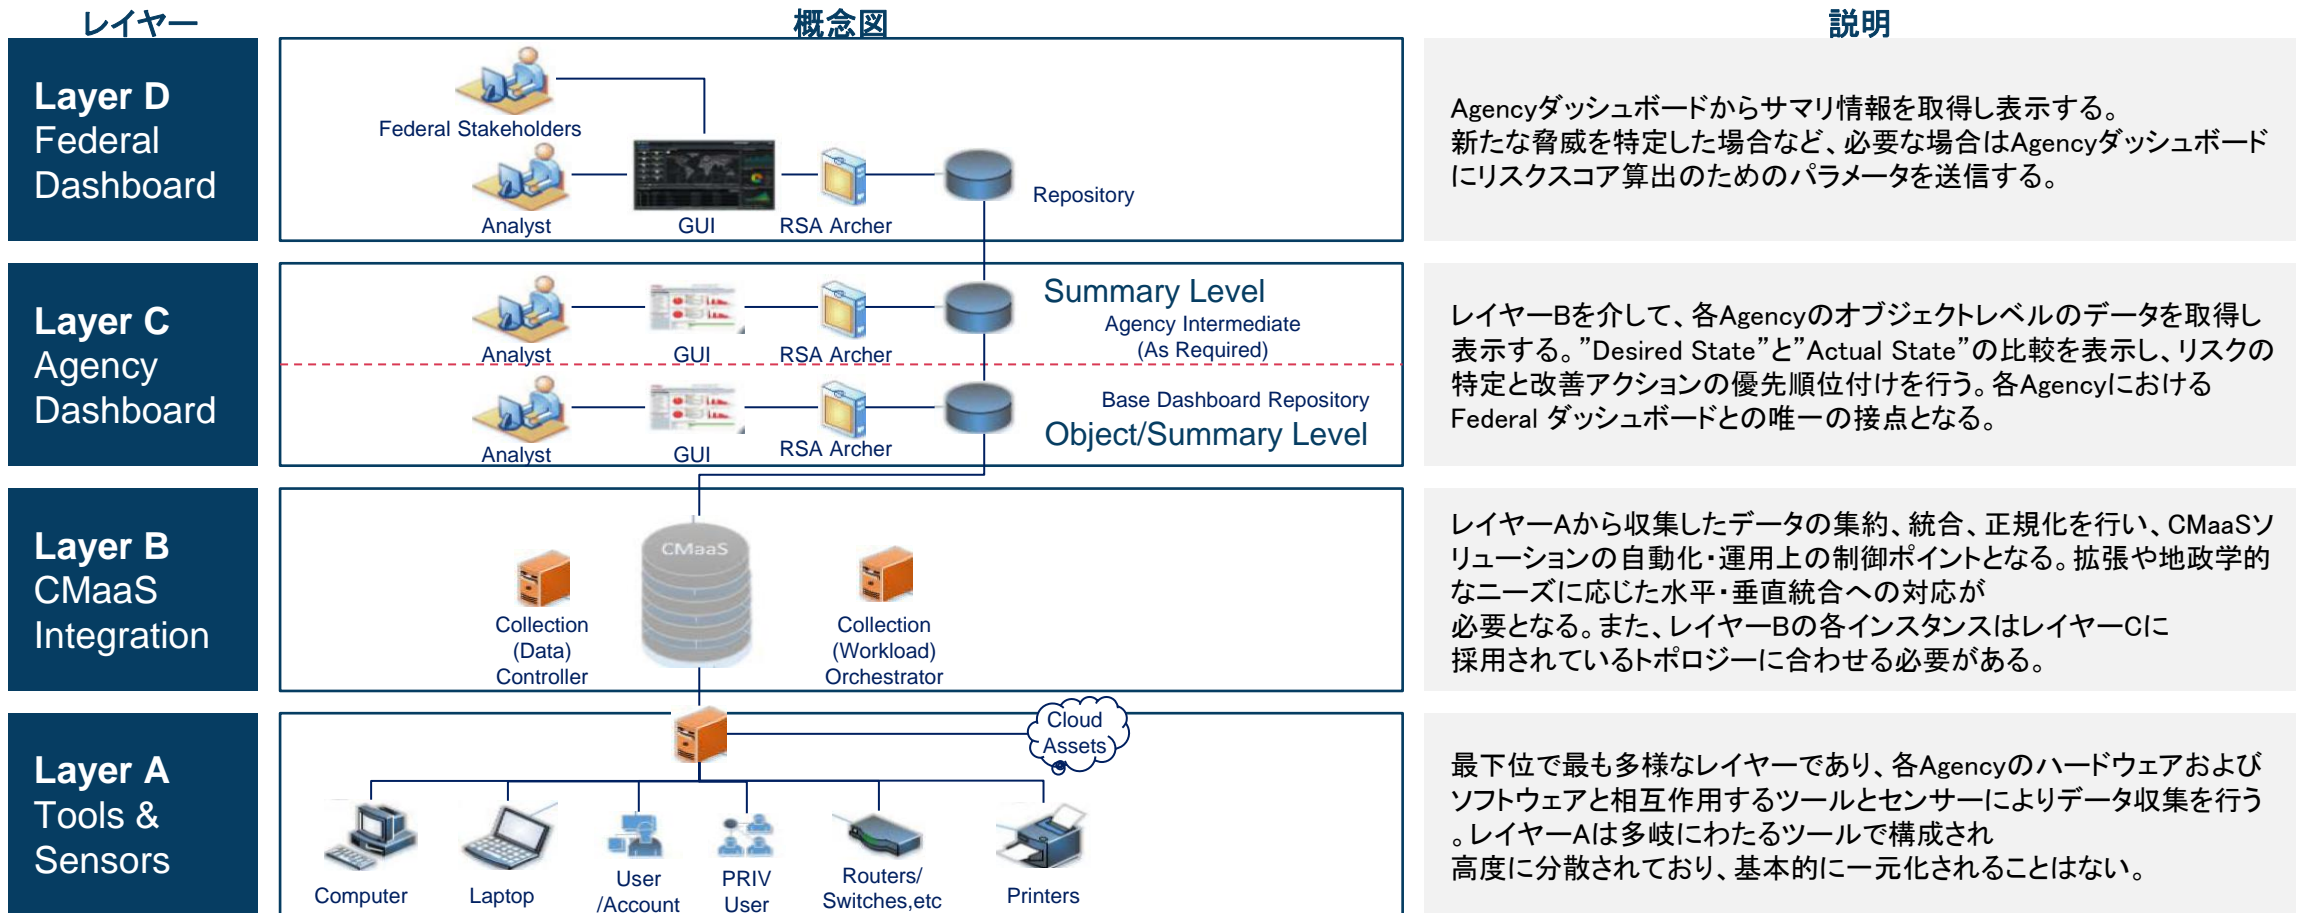 レイヤー
概念図
説明
Layer D
Federal
Dashboard
Federal Stakeholders
Analyst
GUI
RSA Archer
Repository
Agencyダッシュボードからサマリ情報を取得し表示する。
新たな脅威を特定した場合など、必要な場合はAgencyダッシュボード
にリスクスコア算出のためのパラメータを送信する。
Layer C
Agency
Dashboard
Analyst
GUI
RSA Archer
Summary Level
Agency Intermediate
(As Required)
Analyst
GUI
RSA Archer
Base Dashboard Repository
Object/Summary Level
レイヤーBを介して、各Agencyのオブジェクトレベルのデータを取得し
表示する。”Desired State”と”Actual State”の比較を表示し、リスクの
特定と改善アクションの優先順位付けを行う。各Agencyにおける
Federal ダッシュボードとの唯一の接点となる。
Layer B
CMaaS
Integration
Collection
(Data)
Controller
CMaaS
Collection
(Workload)
Orchestrator
レイヤーAから収集したデータの集約、統合、正規化を行い、CMaaSソ
リューションの自動化・運用上の制御ポイントとなる。拡張や地政学的
なニーズに応じた水平・垂直統合への対応が
必要となる。また、レイヤーBの各インスタンスはレイヤーCに
採用されているトポロジーに合わせる必要がある。
Layer A
Tools &
Sensors
Cloud
Assets
Computer
Laptop
User
/Account
PRIV
User
Routers/
Switches,etc
Printers
最下位で最も多様なレイヤーであり、各Agencyのハードウェアおよび
ソフトウェアと相互作用するツールとセンサーによりデータ収集を行う
。レイヤーAは多岐にわたるツールで構成され
高度に分散されており、基本的に一元化されることはない。